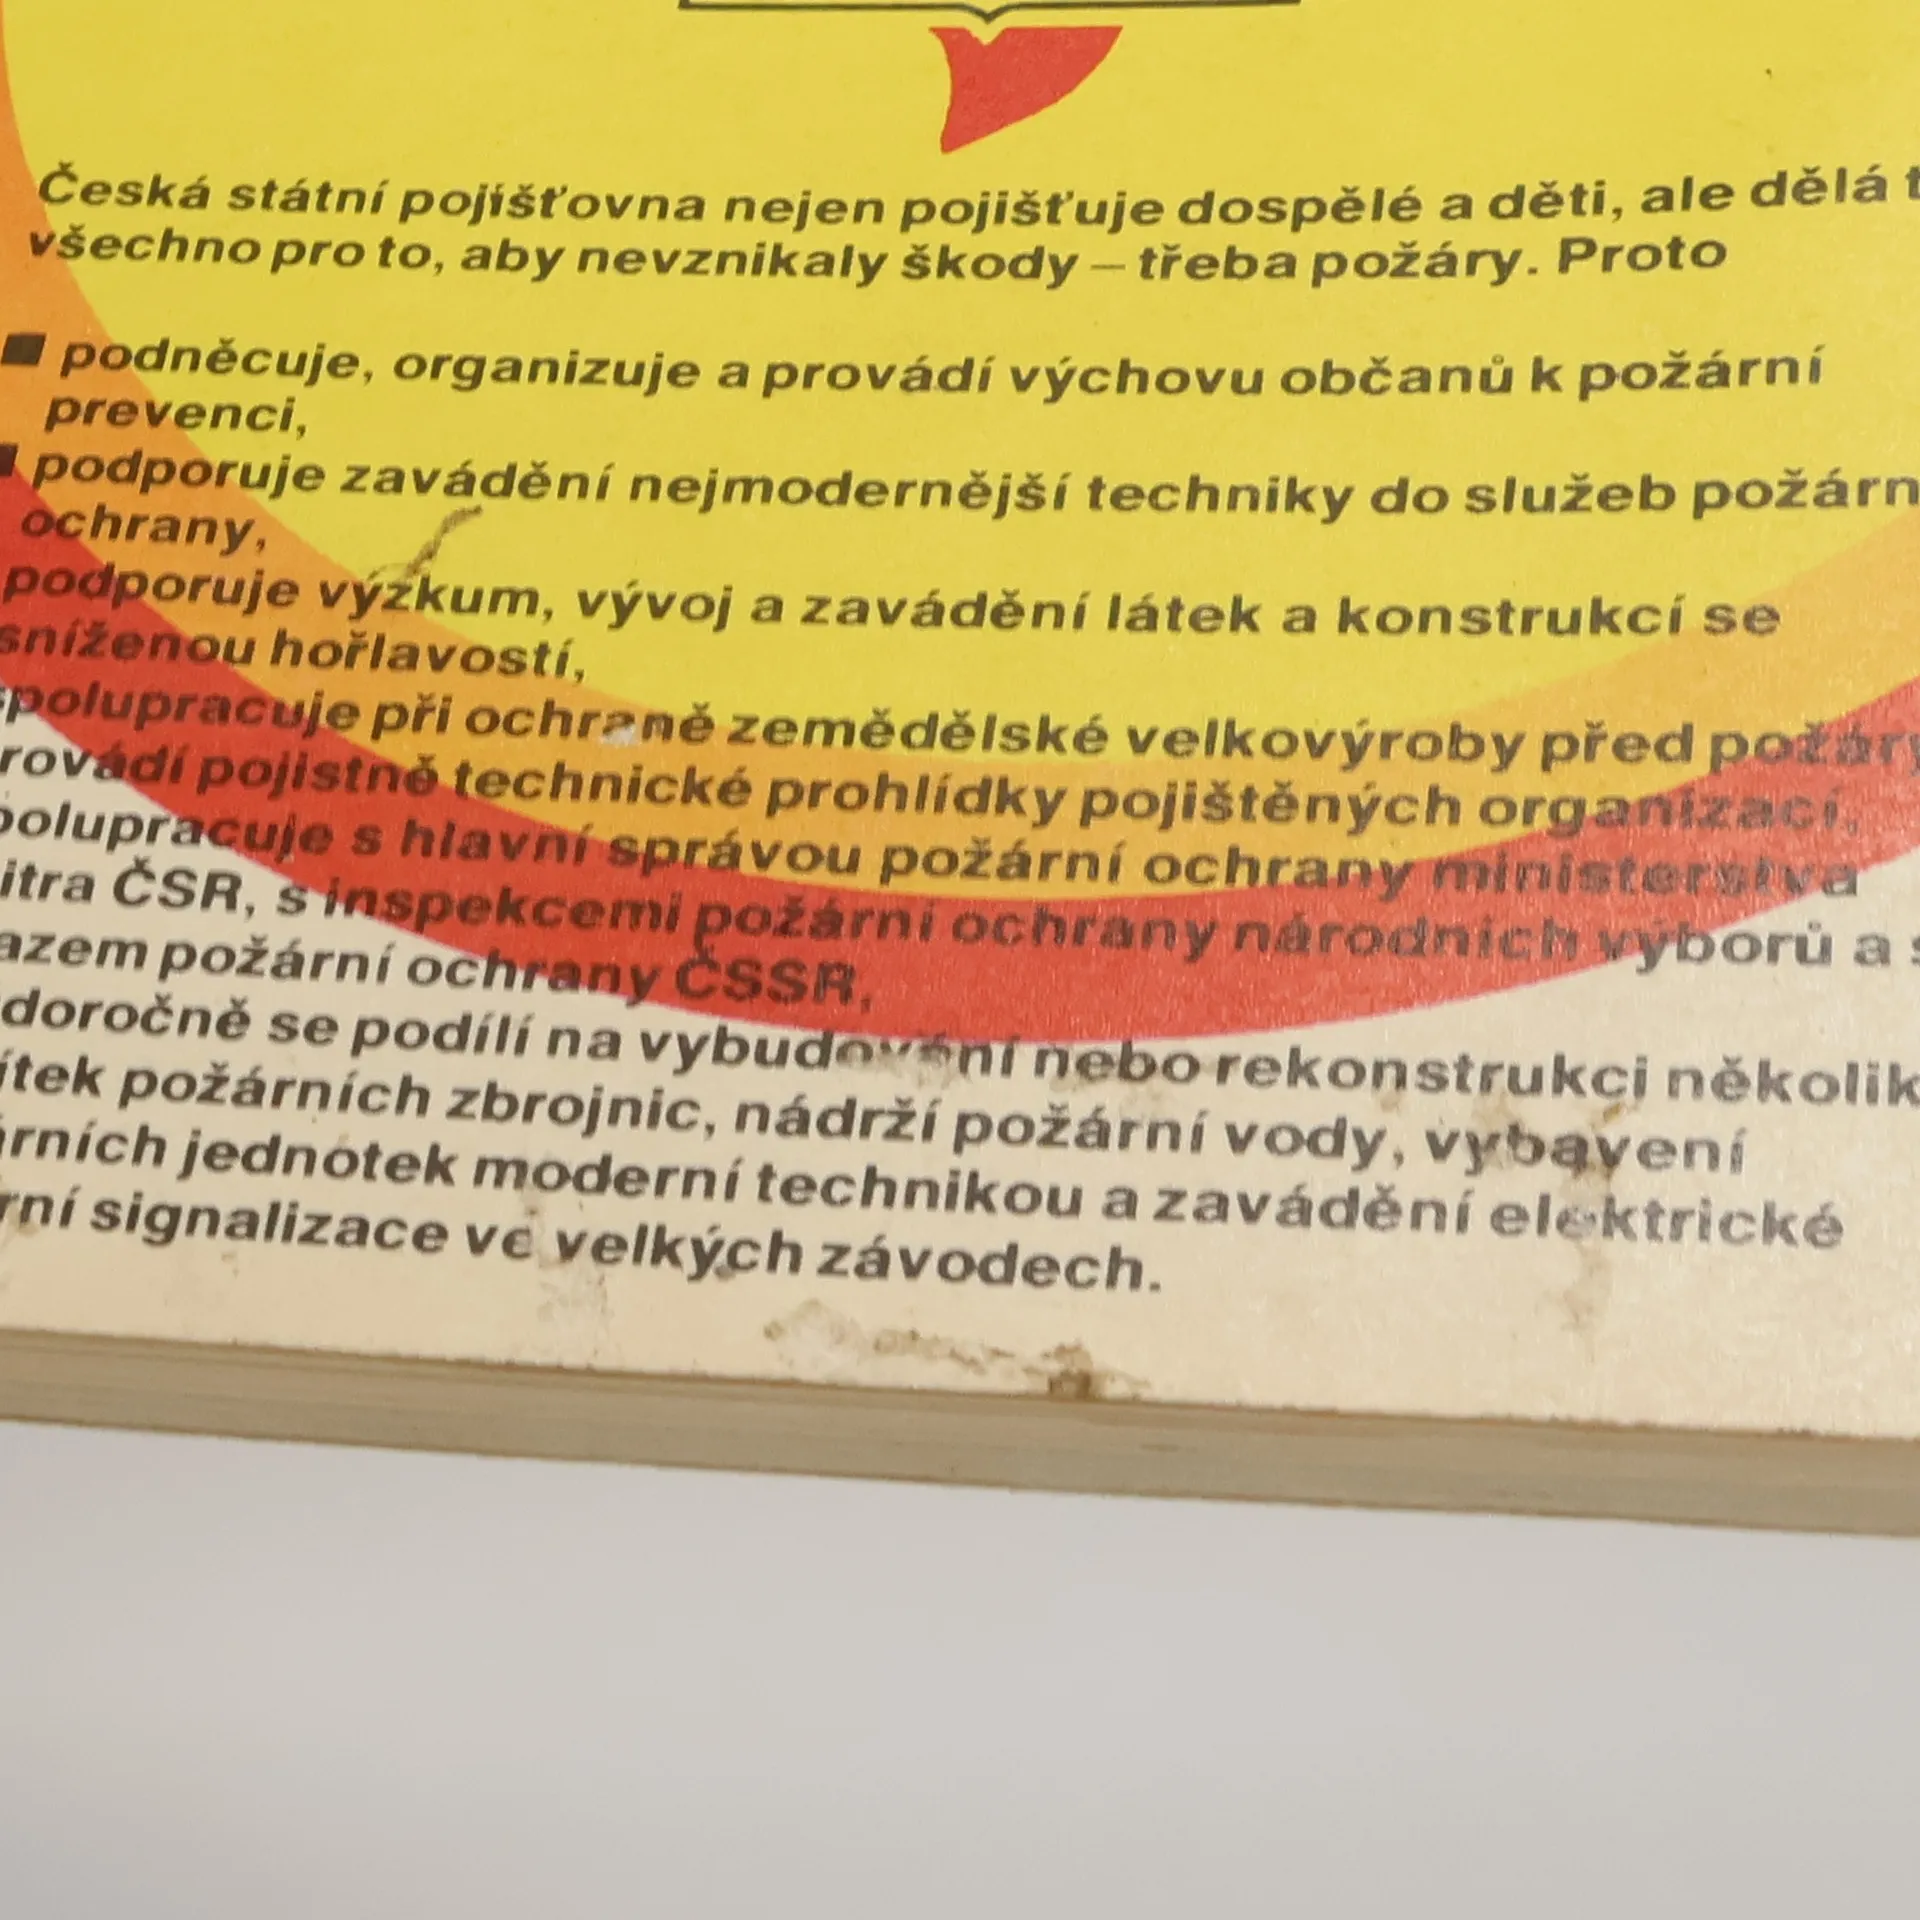 Česká státní pojišťovna nejen pojišťuje dospělé a děti, ale dělá t
všechno pro to, aby nevznikaly škody – třeba požáry. Proto
■ podněcuje, organizuje a provádí výchovu občanů k požární
prevenci,
■ podporuje zavádění nejmodernější techniky do služeb požárn
ochrany,
podporuje výzkum, vývoj a zavádění látek a konstrukcí se
sníženou hořlavostí,
spolupracuje při ochraně zemědělské velkovýroby před požáry
rovádí pojistně technické prohlídky pojištěných organizací,
polupracuje s hlavní správou požární ochrany ministerstva
itra ČSR, s inspekcemi požární ochrany národních výborů a s
azem požární ochrany ČSSR,
doročně se podílí na vybudování nebo rekonstrukci několik
ítek požárních zbrojnic, nádrží požární vody, vybavení
árních jednotek moderní technikou a zavádění elektrické
rní signalizace ve velkých závodech.